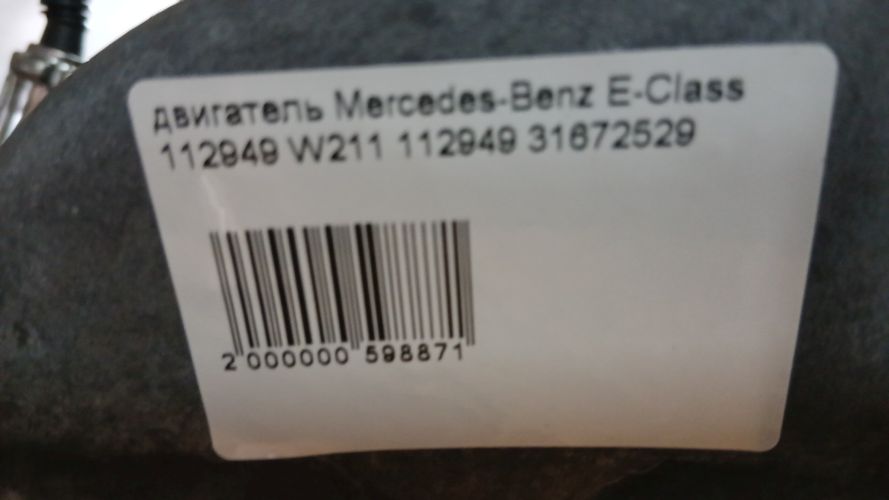 двигатель Mercedes-Benz E-Class
112949 W211 112949 31672529
2 000000 598871